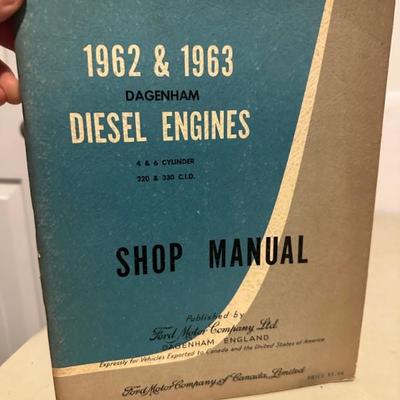 1962 & 1963
DAGENHAM
DIESEL ENGINES
4 & 6 CYLINDER
220 & 330 C.I.D.
SHOP MANUAL
Published by
Ford Motor Company Ltd.
DAGENHAM ENGLAND
Expressly for Vehicles Exported to Canada and the United States of America
Ford Motor Company of Canada, Limited
PRICE